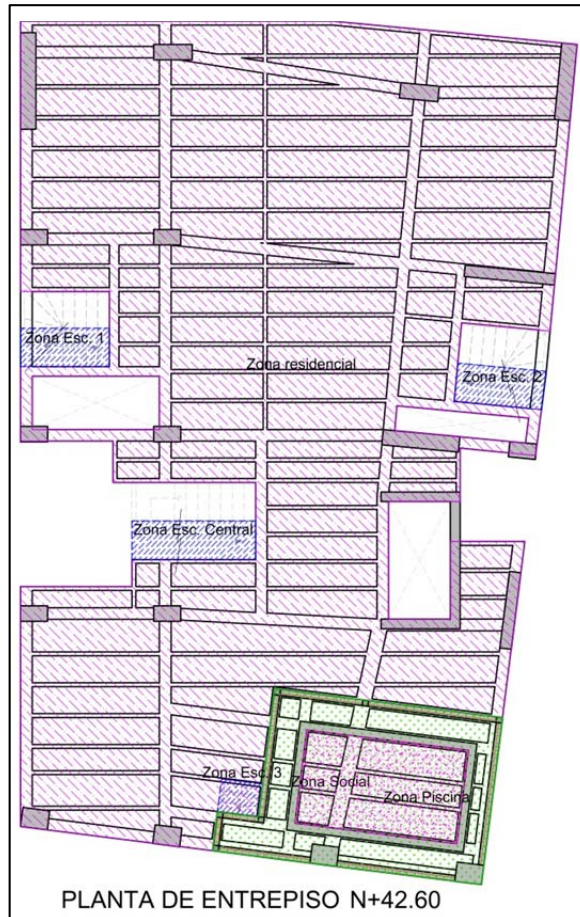 Zona Esc. 1
Zona residencial
Zona Esc. 2
Zona Esc. Central
Zona Esc. 3
Zona Social
Zona Piscina
PLANTA DE ENTREPISO N+42.60